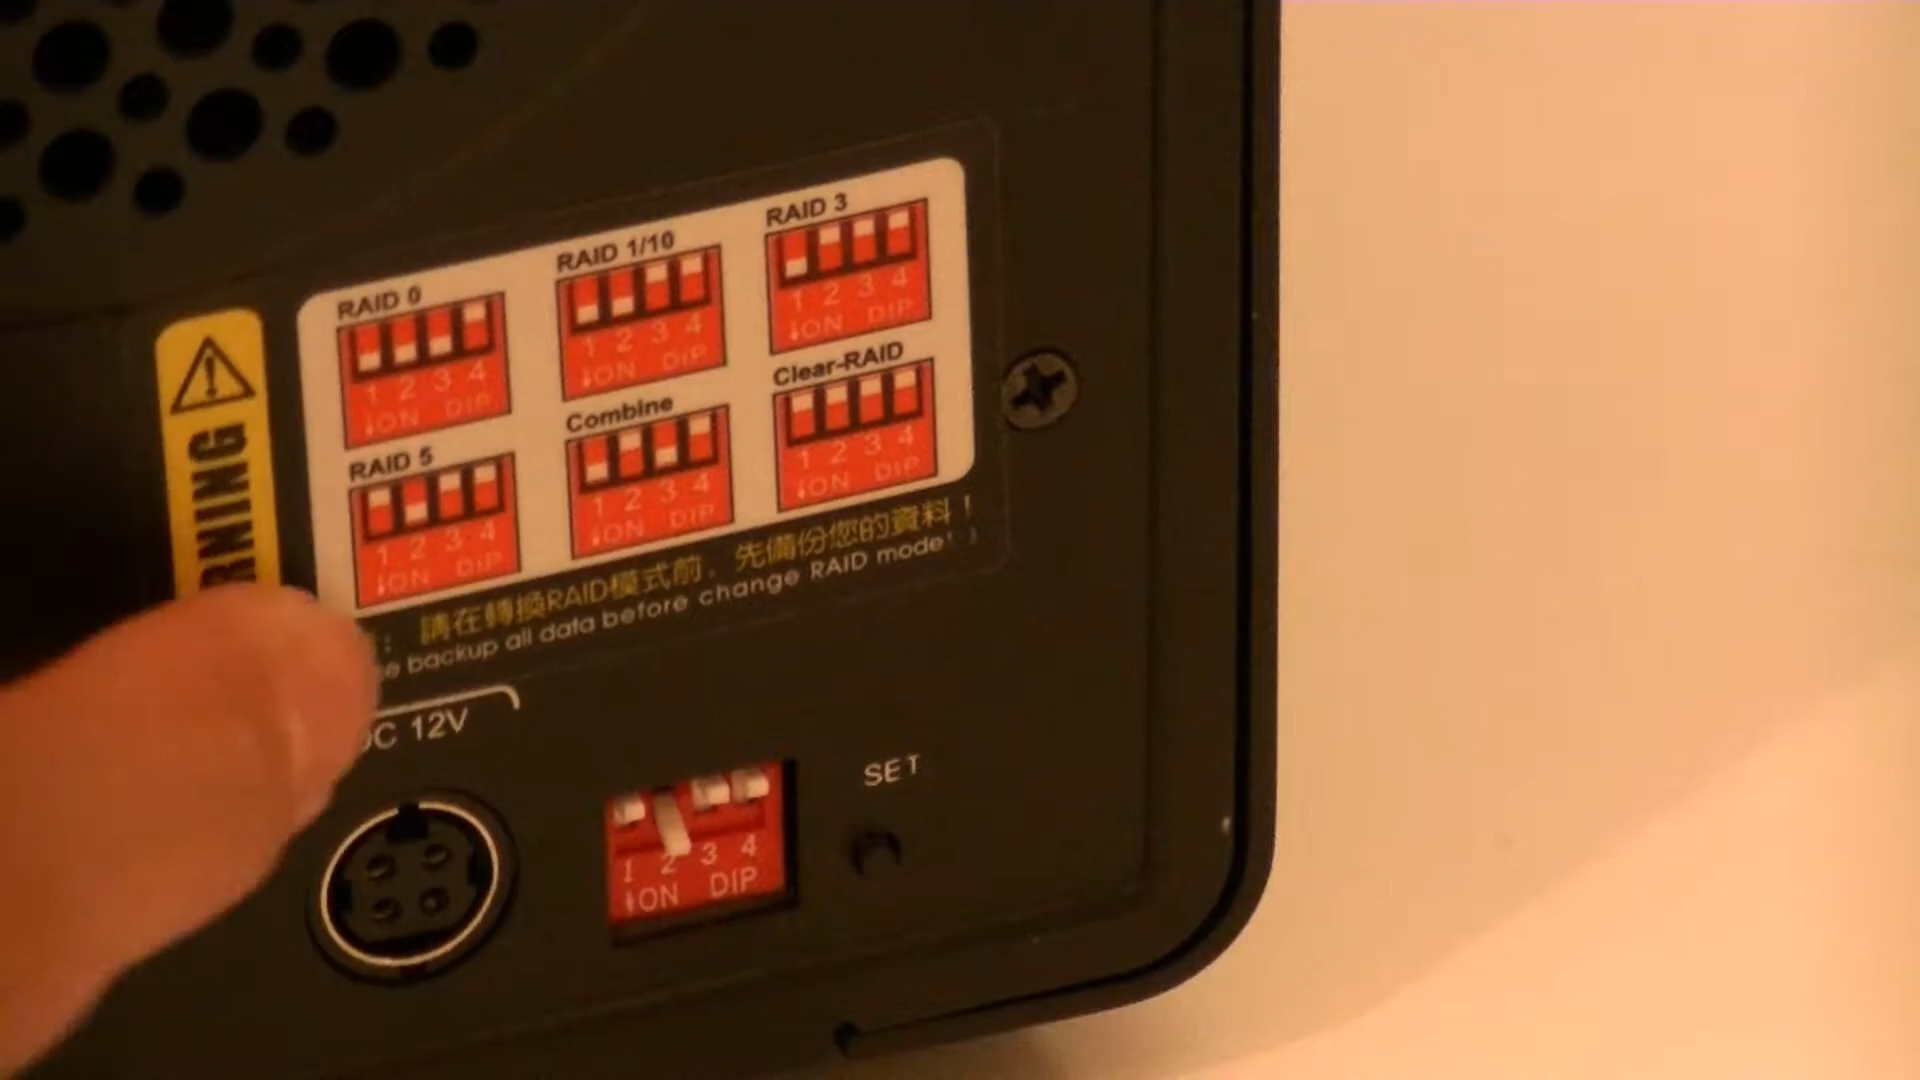 RAID 0
1 2 3 4
↓ON DIP
RAID 1/10
1 2 3 4
↓ON DIP
RAID 3
1 2 3 4
↓ON DIP
RAID 5
1 2 3 4
↓ON DIP
Combine
1 2 3 4
↓ON DIP
Clear-RAID
1 2 3 4
↓ON DIP
RNING
: 請在轉換RAID模式前，先備份您的資料！
backup all data before change RAID mode!
DC 12V
1 2 3 4
↓ON DIP
SET